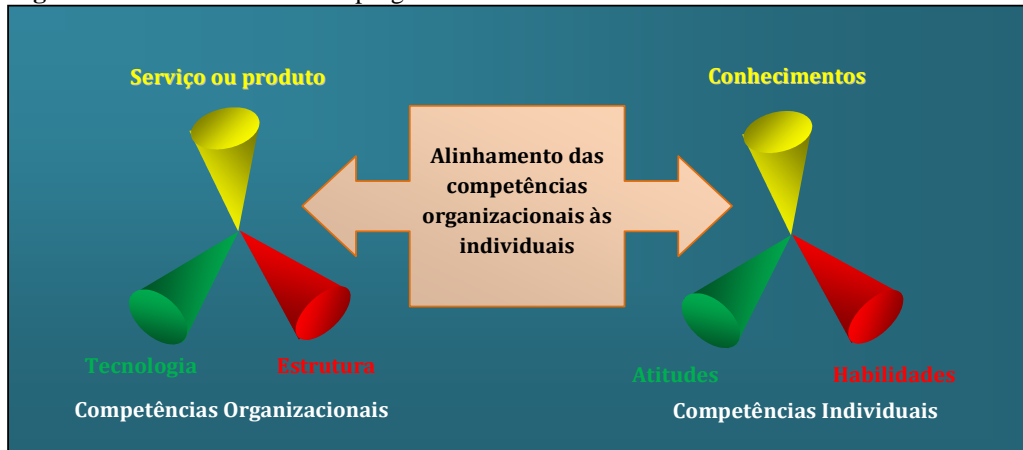 Serviço ou produto
Conhecimentos
Alinhamento das
competências
organizacionais às
individuais
Tecnologia
Estrutura
Atitudes
Habilidades
Competências Organizacionais
Competências Individuais